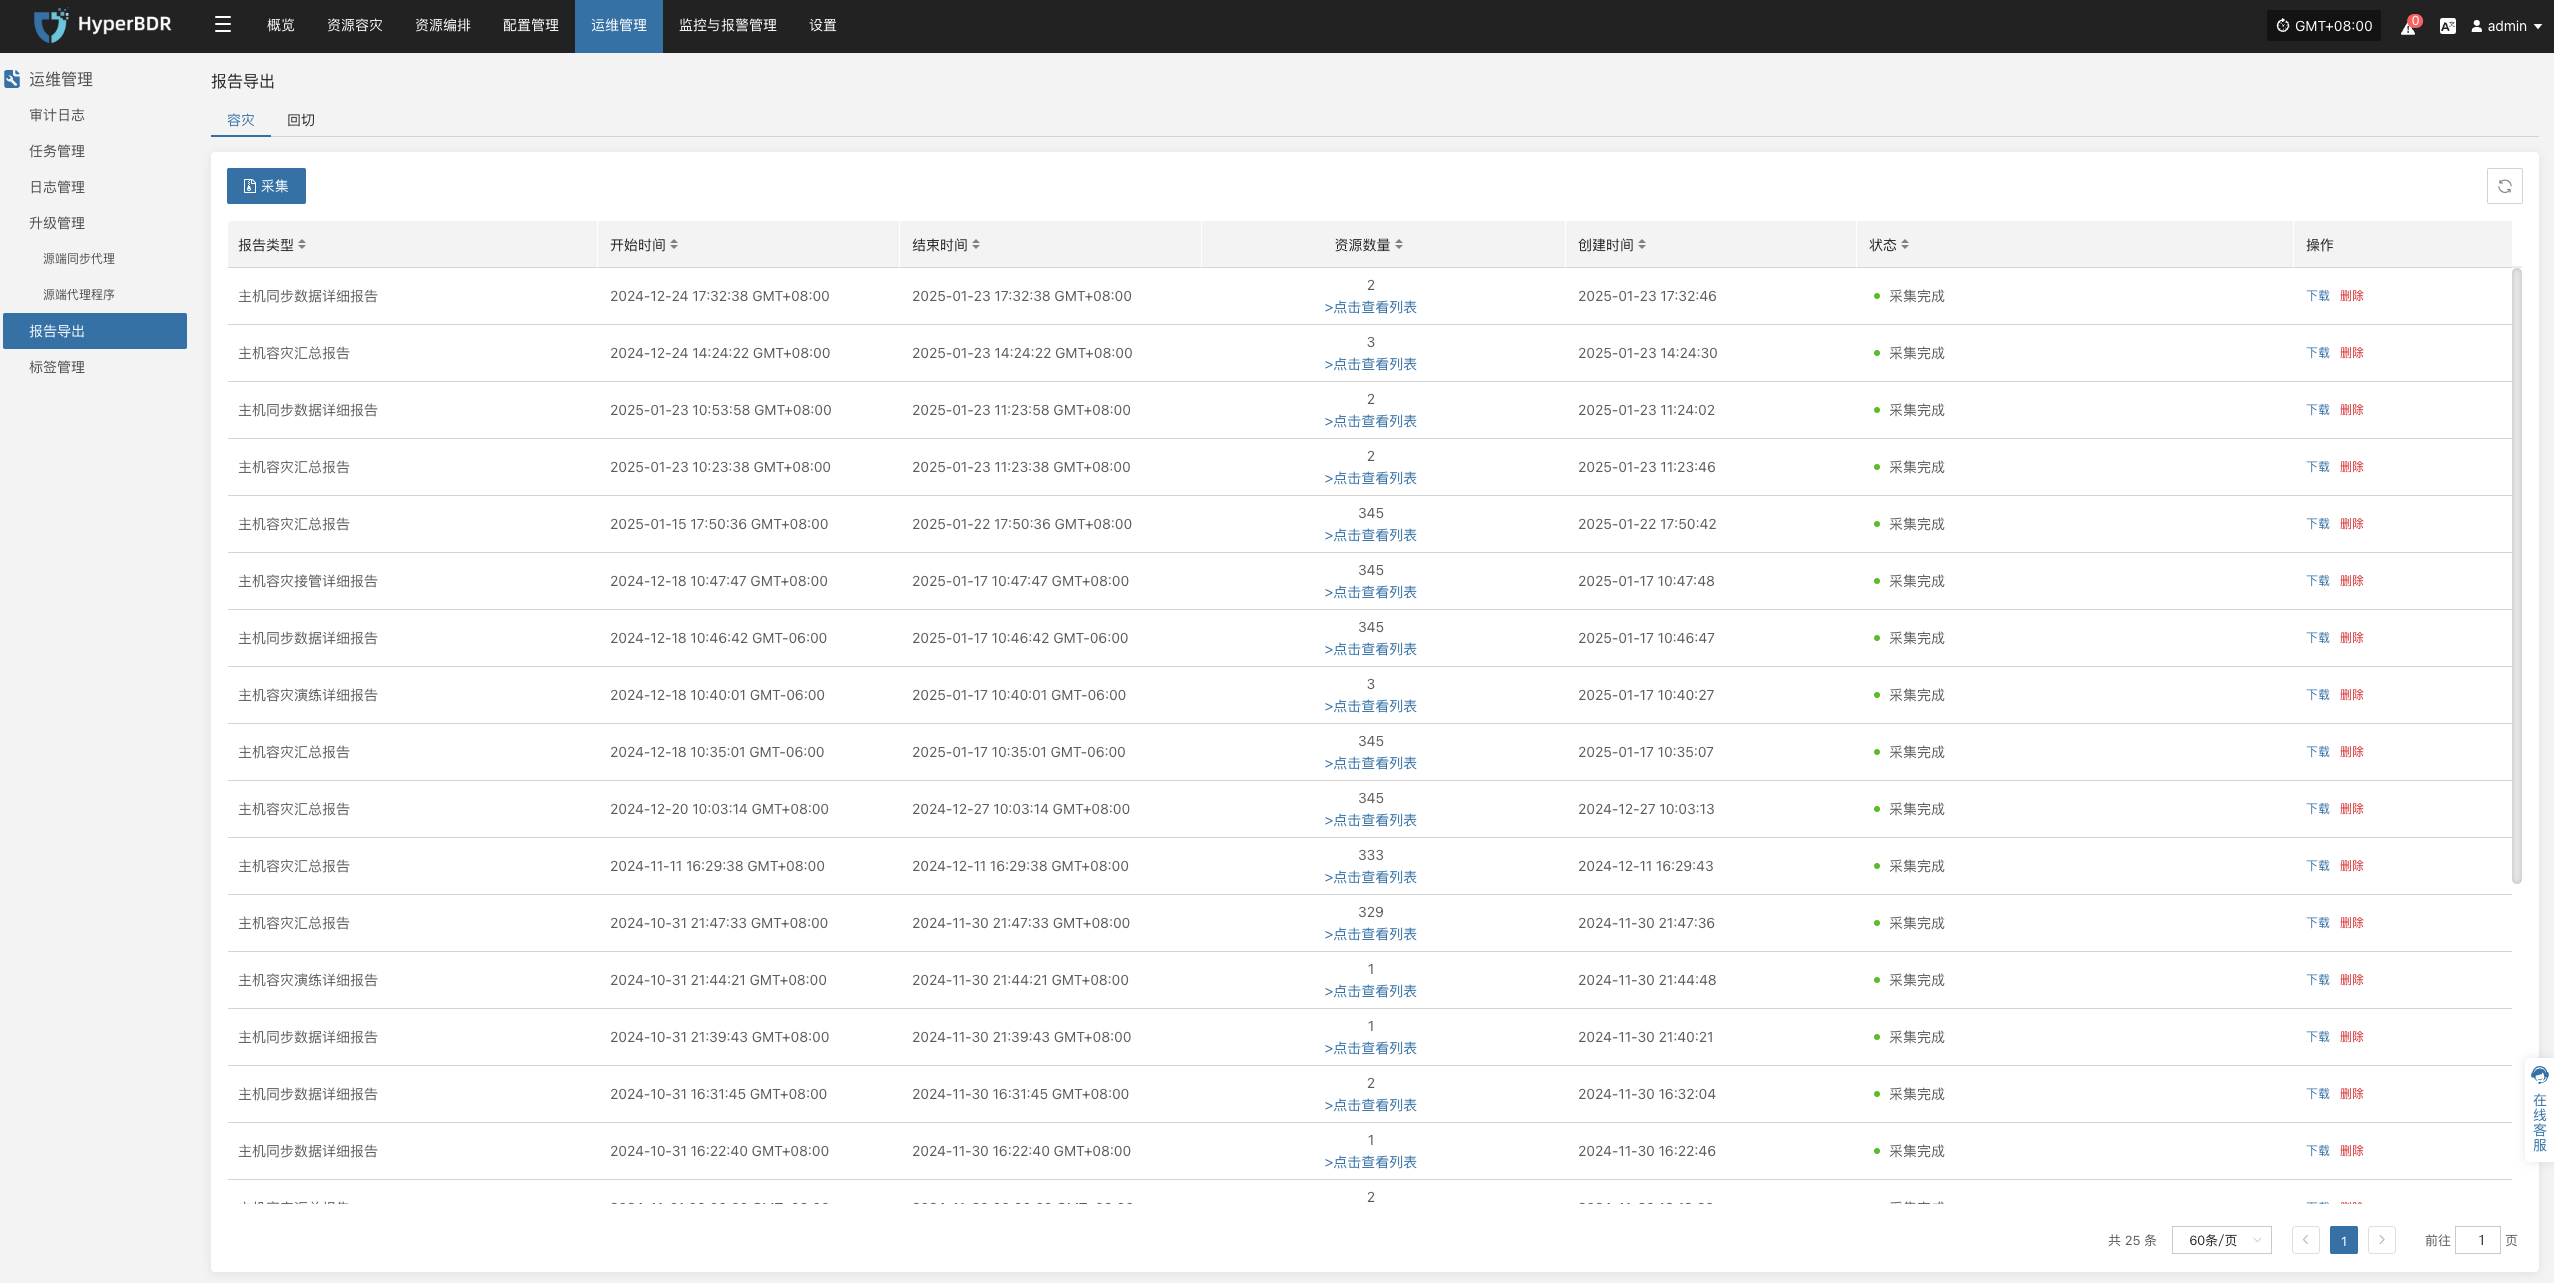 HyperBDR
概览
资源容灾
资源编排
配置管理
运维管理
监控与报警管理
设置
GMT+08:00
0
admin
运维管理
审计日志
任务管理
日志管理
升级管理
源端同步代理
源端代理程序
报告导出
标签管理
报告导出
容灾 回切
采集
报告类型 开始时间 结束时间 资源数量 创建时间 状态 操作
主机同步数据详细报告 2024-12-24 17:32:38 GMT+08:00 2025-01-23 17:32:38 GMT+08:00 2 >点击查看列表 2025-01-23 17:32:46 采集完成 下载 删除
主机容灾汇总报告 2024-12-24 14:24:22 GMT+08:00 2025-01-23 14:24:22 GMT+08:00 3 >点击查看列表 2025-01-23 14:24:30 采集完成 下载 删除
主机同步数据详细报告 2025-01-23 10:53:58 GMT+08:00 2025-01-23 11:23:58 GMT+08:00 2 >点击查看列表 2025-01-23 11:24:02 采集完成 下载 删除
主机容灾汇总报告 2025-01-23 10:23:38 GMT+08:00 2025-01-23 11:23:38 GMT+08:00 2 >点击查看列表 2025-01-23 11:23:46 采集完成 下载 删除
主机容灾汇总报告 2025-01-15 17:50:36 GMT+08:00 2025-01-22 17:50:36 GMT+08:00 345 >点击查看列表 2025-01-22 17:50:42 采集完成 下载 删除
主机容灾接管详细报告 2024-12-18 10:47:47 GMT+08:00 2025-01-17 10:47:47 GMT+08:00 345 >点击查看列表 2025-01-17 10:47:48 采集完成 下载 删除
主机同步数据详细报告 2024-12-18 10:46:42 GMT-06:00 2025-01-17 10:46:42 GMT-06:00 345 >点击查看列表 2025-01-17 10:46:47 采集完成 下载 删除
主机容灾演练详细报告 2024-12-18 10:40:01 GMT-06:00 2025-01-17 10:40:01 GMT-06:00 3 >点击查看列表 2025-01-17 10:40:27 采集完成 下载 删除
主机容灾汇总报告 2024-12-18 10:35:01 GMT-06:00 2025-01-17 10:35:01 GMT-06:00 345 >点击查看列表 2025-01-17 10:35:07 采集完成 下载 删除
主机容灾汇总报告 2024-12-20 10:03:14 GMT+08:00 2024-12-27 10:03:14 GMT+08:00 345 >点击查看列表 2024-12-27 10:03:13 采集完成 下载 删除
主机容灾汇总报告 2024-11-11 16:29:38 GMT+08:00 2024-12-11 16:29:38 GMT+08:00 333 >点击查看列表 2024-12-11 16:29:43 采集完成 下载 删除
主机容灾汇总报告 2024-10-31 21:47:33 GMT+08:00 2024-11-30 21:47:33 GMT+08:00 329 >点击查看列表 2024-11-30 21:47:36 采集完成 下载 删除
主机容灾演练详细报告 2024-10-31 21:44:21 GMT+08:00 2024-11-30 21:44:21 GMT+08:00 1 >点击查看列表 2024-11-30 21:44:48 采集完成 下载 删除
主机同步数据详细报告 2024-10-31 21:39:43 GMT+08:00 2024-11-30 21:39:43 GMT+08:00 1 >点击查看列表 2024-11-30 21:40:21 采集完成 下载 删除
主机同步数据详细报告 2024-10-31 16:31:45 GMT+08:00 2024-11-30 16:31:45 GMT+08:00 2 >点击查看列表 2024-11-30 16:32:04 采集完成 下载 删除
主机同步数据详细报告 2024-10-31 16:22:40 GMT+08:00 2024-11-30 16:22:40 GMT+08:00 1 >点击查看列表 2024-11-30 16:22:46 采集完成 下载 删除
2
在线客服
共 25 条 60条/页 1 前往 1 页